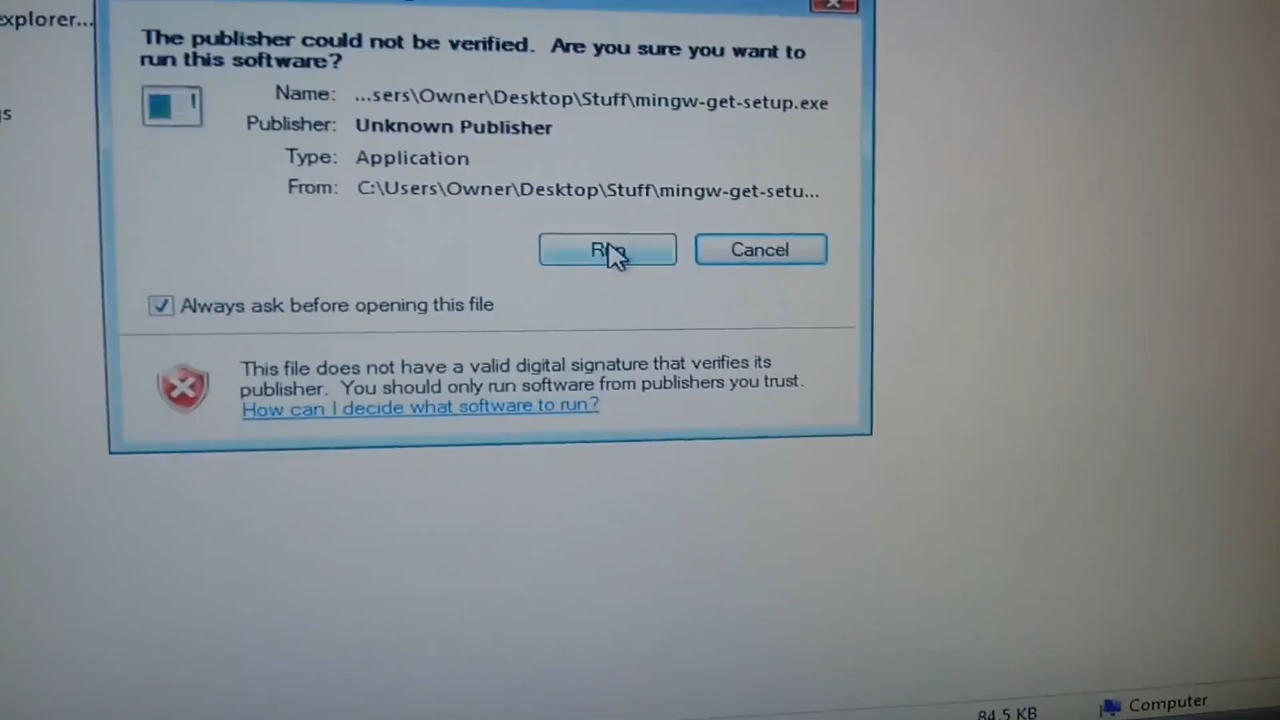 explorer...
The publisher could not be verified. Are you sure you want to
run this software?
Name: ...sers\Owner\Desktop\Stuff\mingw-get-setup.exe
Publisher: Unknown Publisher
Type: Application
From: C:\Users\Owner\Desktop\Stuff\mingw-get-setu...
Run
Cancel
Always ask before opening this file
This file does not have a valid digital signature that verifies its
publisher. You should only run software from publishers you trust.
How can I decide what software to run?
84.5 KB
Computer